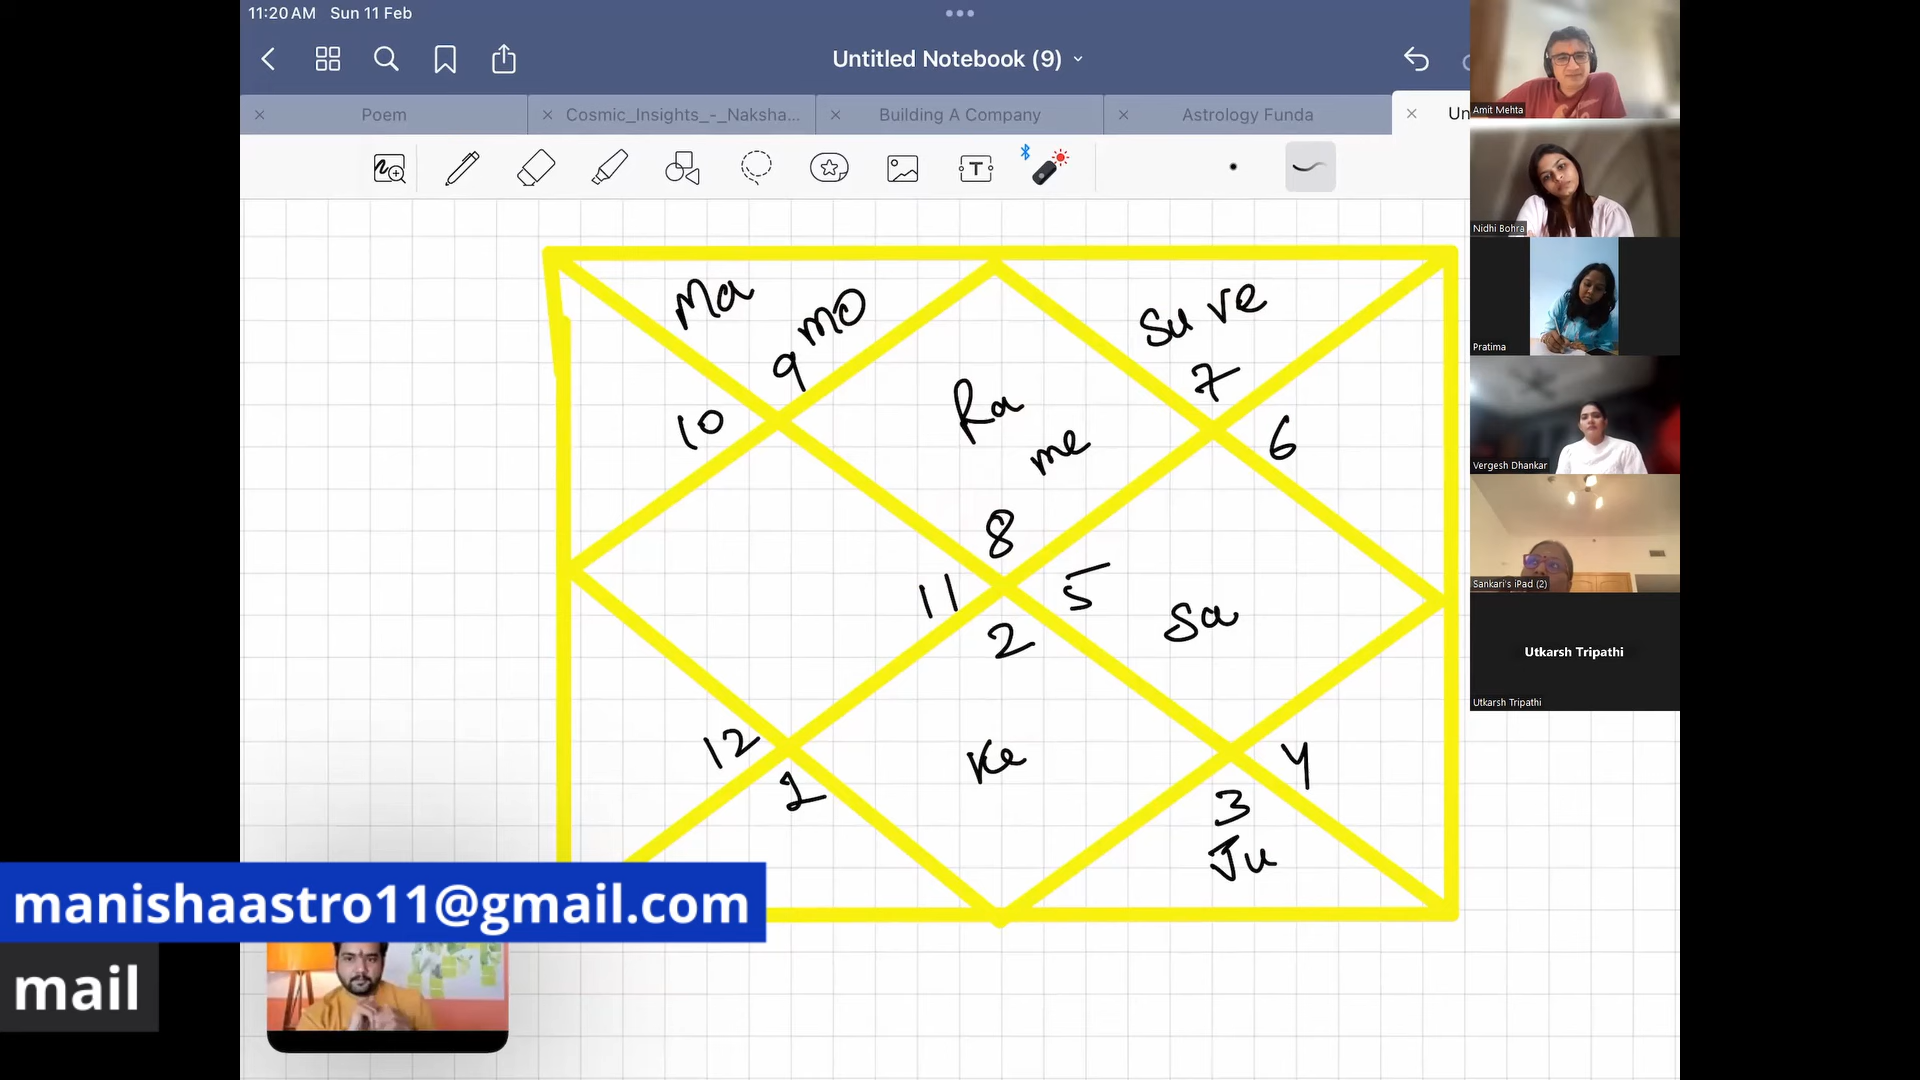 11:20 AM Sun 11 Feb
Untitled Notebook (9)
Poem
Cosmic_Insights_-_Naksha...
Building A Company
Astrology Funda
Un
T
Amit Mehta
Nidhi Bohra
Pratima
Vergesh Dhankar
Sankari's iPad (2)
Utkarsh Tripathi
Utkarsh Tripathi
Ma
mo
9
Su ve
7
10
Ra
me
8
6
11
5
Sa
2
12
1
Ke
4
3
Ju
manishaastro11@gmail.com
mail